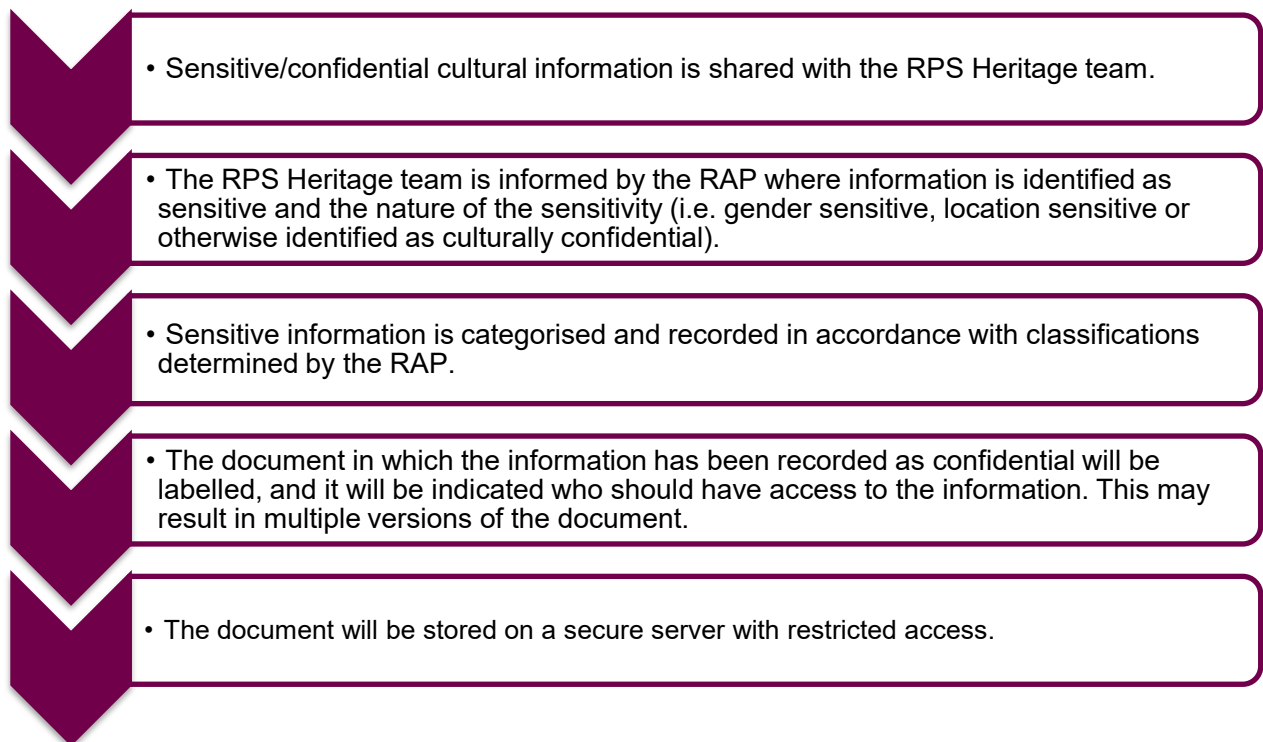 • Sensitive/confidential cultural information is shared with the RPS Heritage team.
• The RPS Heritage team is informed by the RAP where information is identified as
sensitive and the nature of the sensitivity (i.e. gender sensitive, location sensitive or
otherwise identified as culturally confidential).
• Sensitive information is categorised and recorded in accordance with classifications
determined by the RAP.
• The document in which the information has been recorded as confidential will be
labelled, and it will be indicated who should have access to the information. This may
result in multiple versions of the document.
• The document will be stored on a secure server with restricted access.